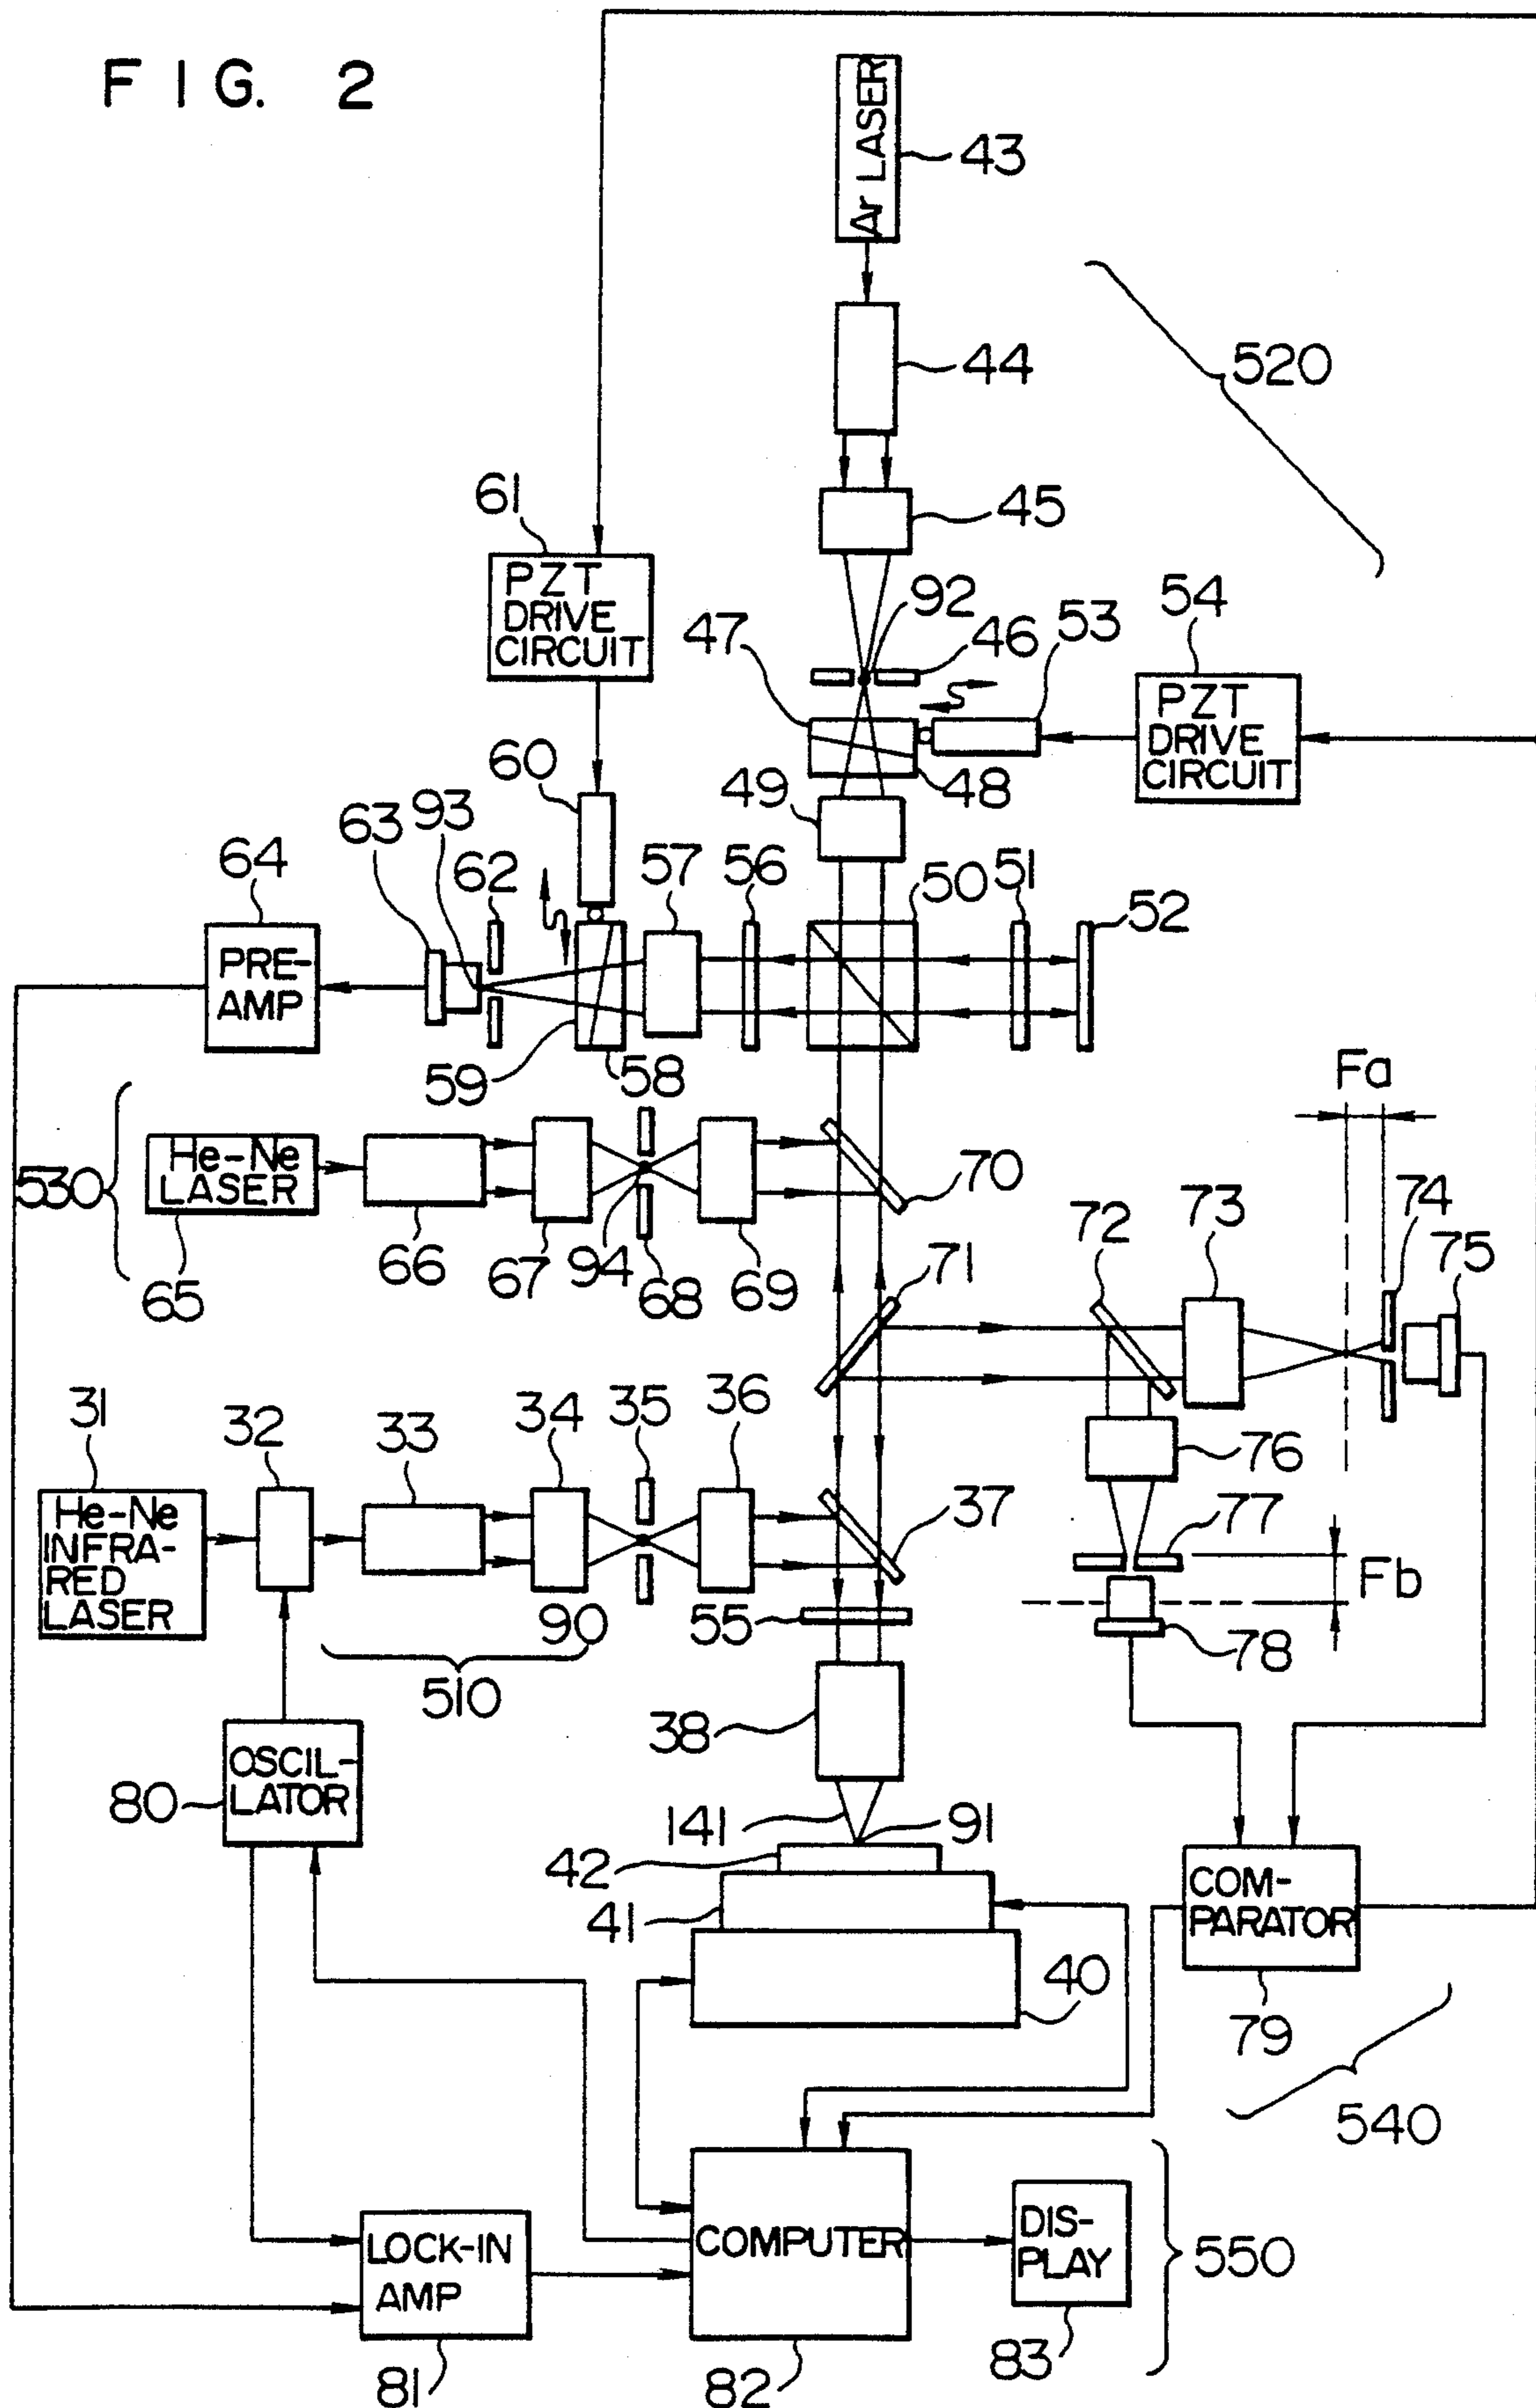 FIG. 2
Ar LASER
43
44
520
45
61
PZT
DRIVE
CIRCUIT
92
46
47
53
54
PZT
DRIVE
CIRCUIT
48
49
60
93
63
62
57
56
50
51
52
64
PRE-
AMP
59
58
Fa
530
He-Ne
LASER
65
66
67
94
68
69
70
71
72
73
74
75
31
32
33
34
35
36
37
76
77
Fb
78
He-Ne
INFRA-
RED
LASER
90
510
55
38
OSCIL-
LATOR
80
141
91
42
41
40
COM-
PARATOR
79
540
LOCK-IN
AMP
81
COMPUTER
82
DIS-
PLAY
83
550